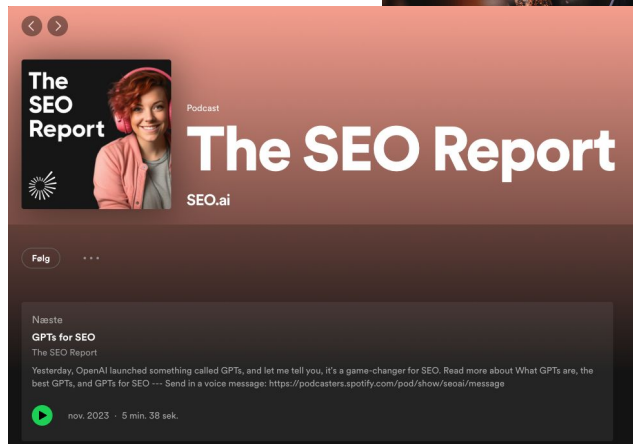 The
SEO
Report
Podcast
The SEO Report
SEO.ai
Følg
Næste
GPTs for SEO
The SEO Report
Yesterday, OpenAI launched something called GPTs, and let me tell you, it's a game-changer for SEO. Read more about What GPTs are, the
best GPTs, and GPTs for SEO --- Send in a voice message: https://podcasters.spotify.com/pod/show/seoai/message
nov. 2023 · 5 min. 38 sek.